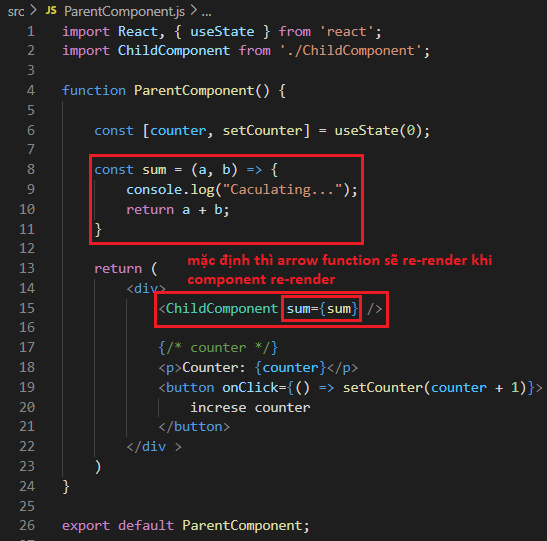 src > JS ParentComponent.js > ...
1 import React, { useState } from 'react';
2 import ChildComponent from './ChildComponent';
3
4 function ParentComponent() {
5
6 const [counter, setCounter] = useState(0);
7
8 const sum = (a, b) => {
9 console.log("Caculating...");
10 return a + b;
11 }
12
mặc định thì arrow function sẽ re-render khi
component re-render
13 return (
14 <div>
15 <ChildComponent sum={sum} />
16
17 {/* counter */}
18 <p>Counter: {counter}</p>
19 <button onClick={() => setCounter(counter + 1)}>
20 increse counter
21 </button>
22 </div >
23 )
24 }
25
26 export default ParentComponent;